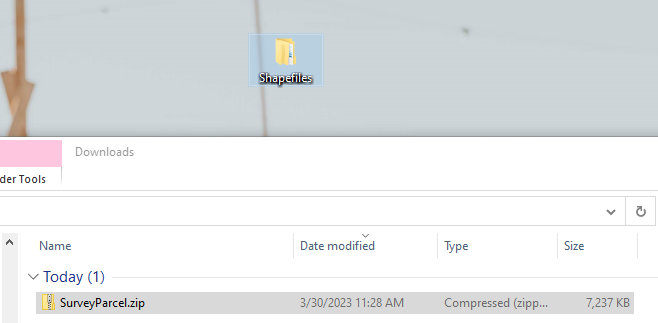 Shapefiles
Downloads
der Tools
Name Date modified Type Size
Today (1)
SurveyParcel.zip 3/30/2023 11:28 AM Compressed (zipp... 7,237 KB